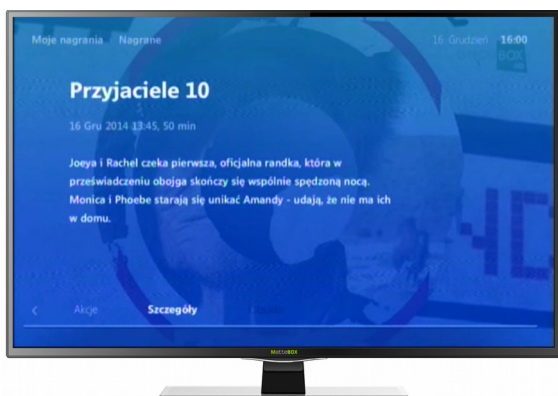 Moje nagrania Nagrane
16 Grudzień 16:00
BOX
Przyjaciele 10
16 Gru 2014 13:45, 50 min
Joeya i Rachel czeka pierwsza, oficjalna randka, która w
przeświadczeniu obojga skończy się wspólnie spędzoną nocą.
Monica i Phoebe starają się unikać Amandy - udają, że nie ma ich
w domu.
Akcje Szczegóły